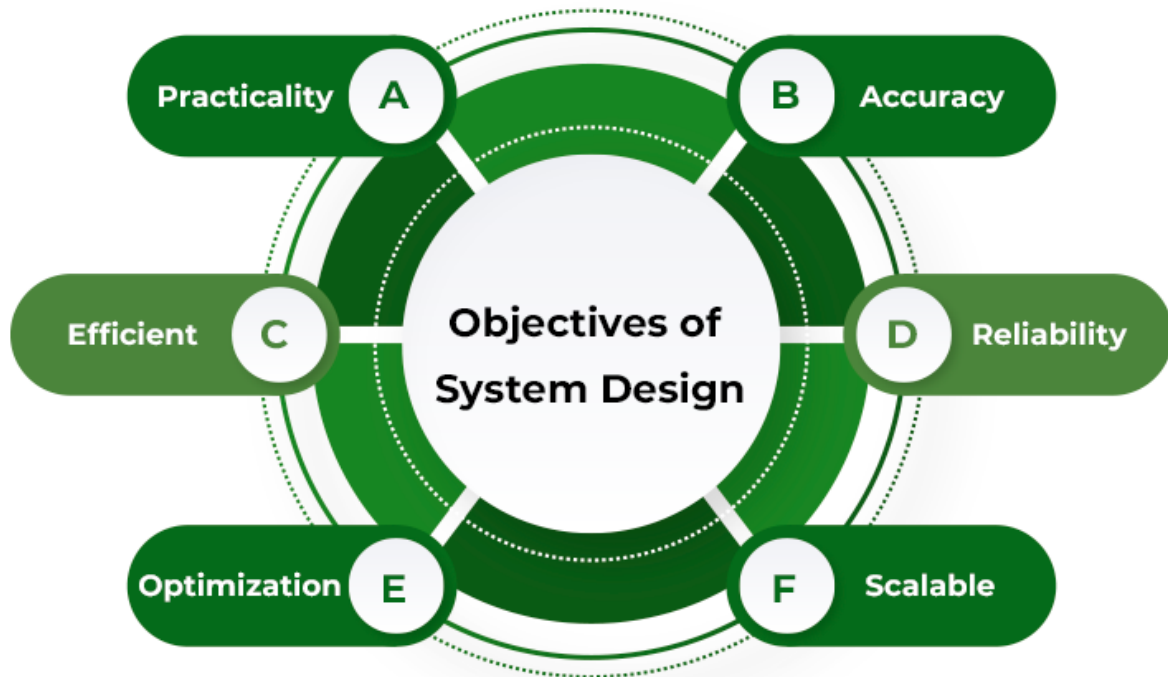 Practicality A
B Accuracy
Efficient C
Objectives of
System Design
D Reliability
Optimization E
F Scalable